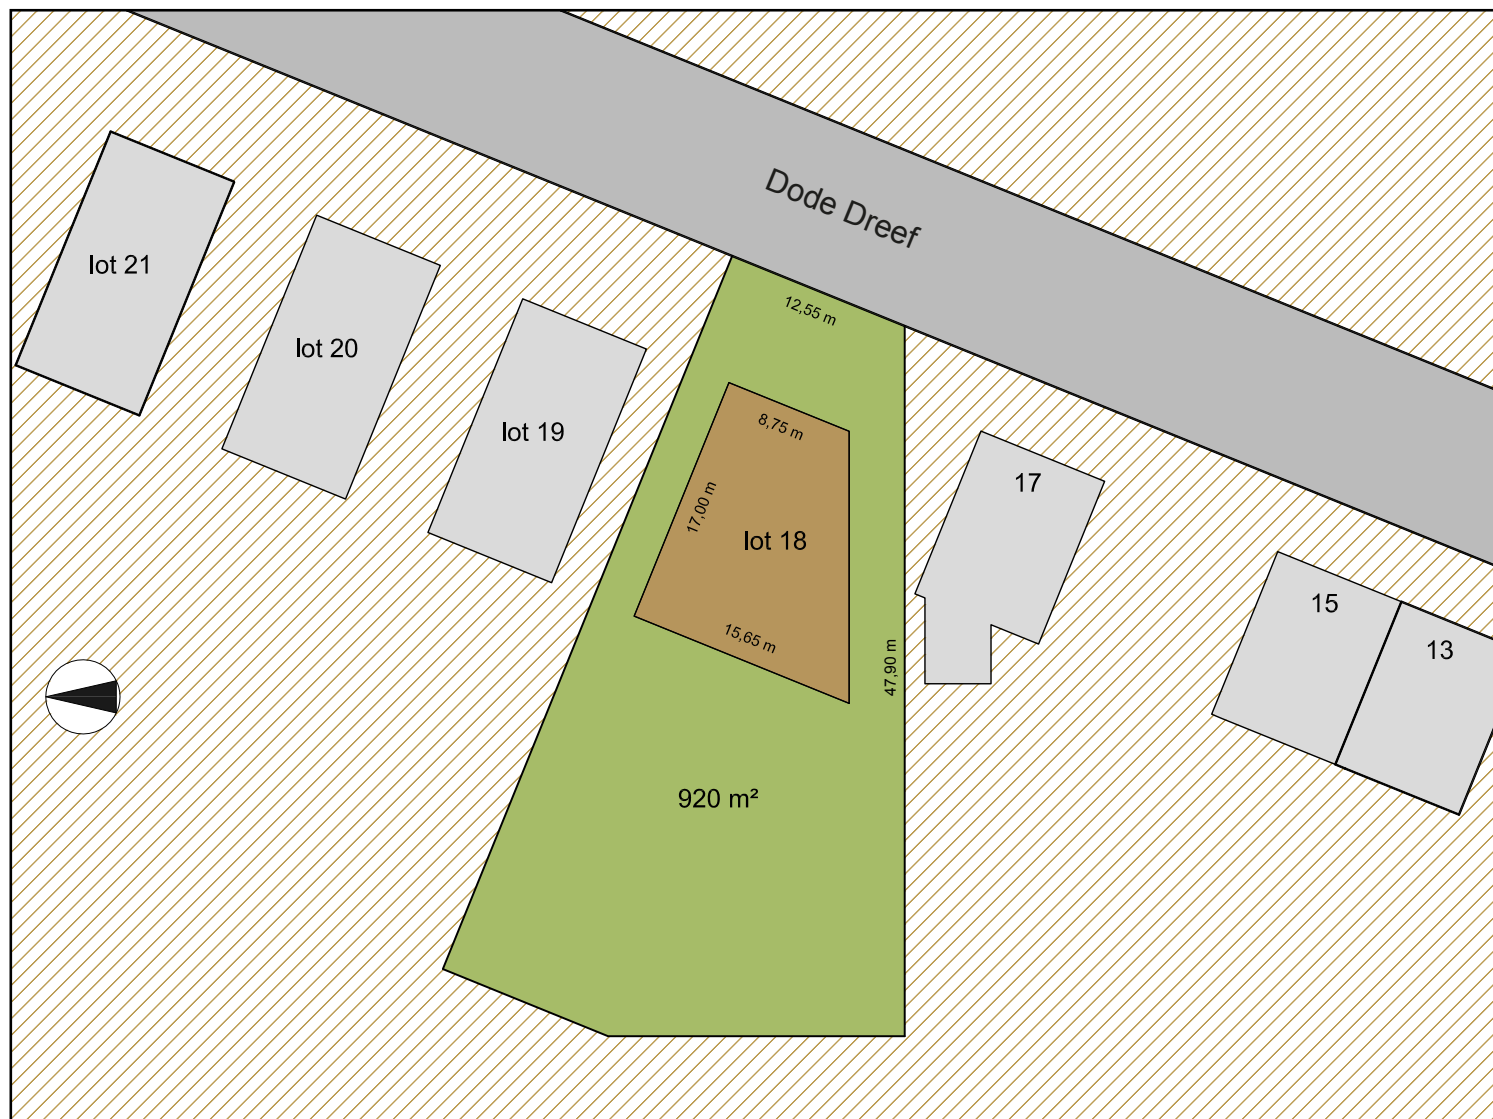 Dode Dreef
lot 21
lot 20
lot 19
12,55 m
8,75 m
17,00 m
lot 18
15,65 m
47,90 m
920 m²
17
15
13